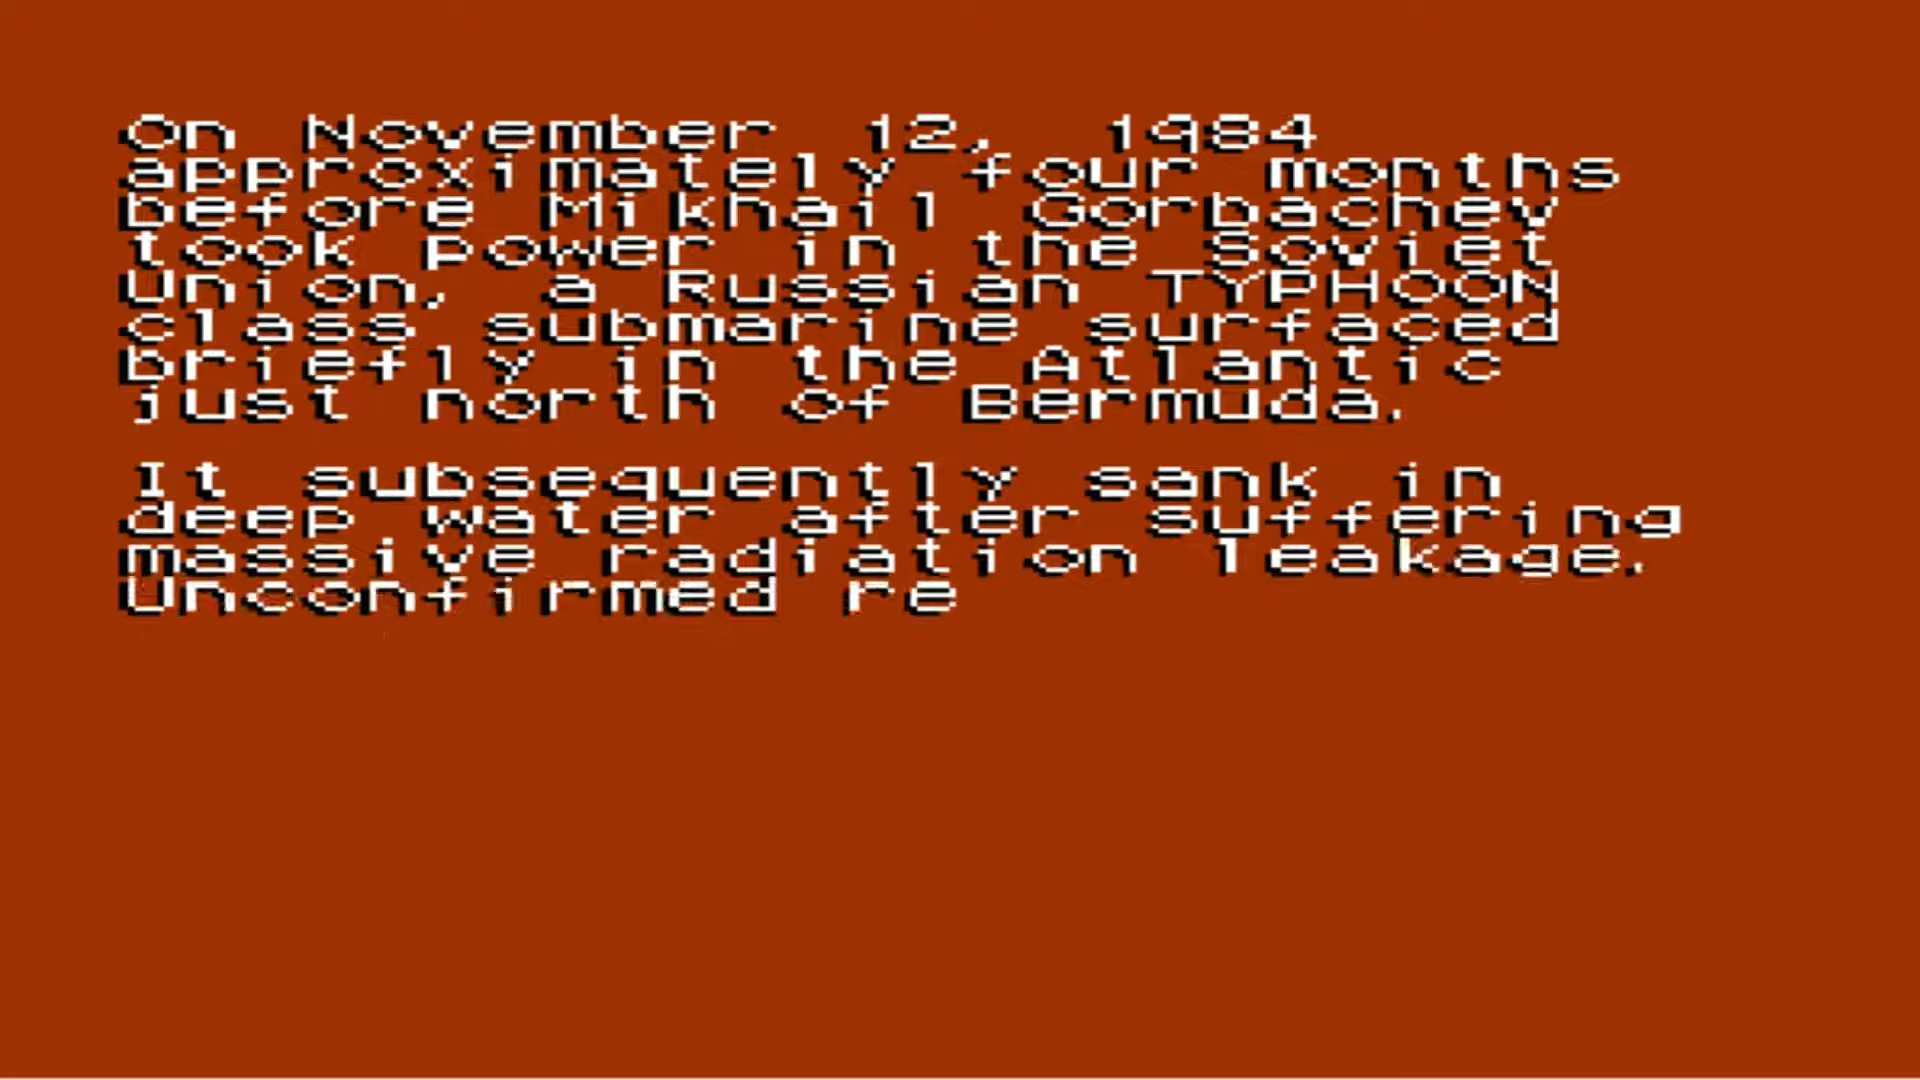 On November 12, 1984
approximately four months
before Mikhail Gorbachev
took power in the Soviet
Union, a Russian TYPHOON
class submarine surfaced
briefly in the Atlantic
just north of Bermuda.
It subsequently sank in
deep water after suffering
massive radiation leakage.
Unconfirmed re